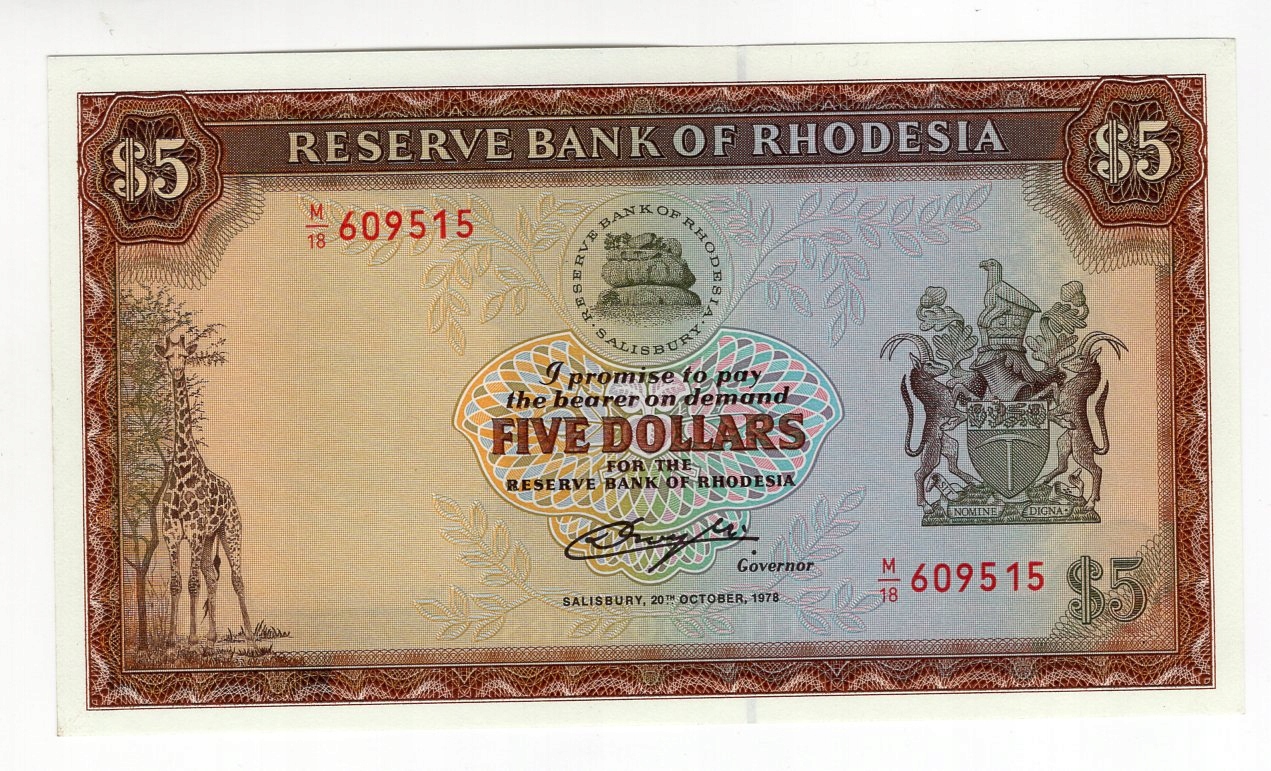 $5
RESERVE BANK OF RHODESIA
$5
M/18 609515
· RESERVE BANK OF RHODESIA ·
SALISBURY
I promise to pay
the bearer on demand
FIVE DOLLARS
FOR THE
RESERVE BANK OF RHODESIA
Governor
SALISBURY, 20TH OCTOBER, 1978
NOMINE DIGNA
M/18 609515
$5